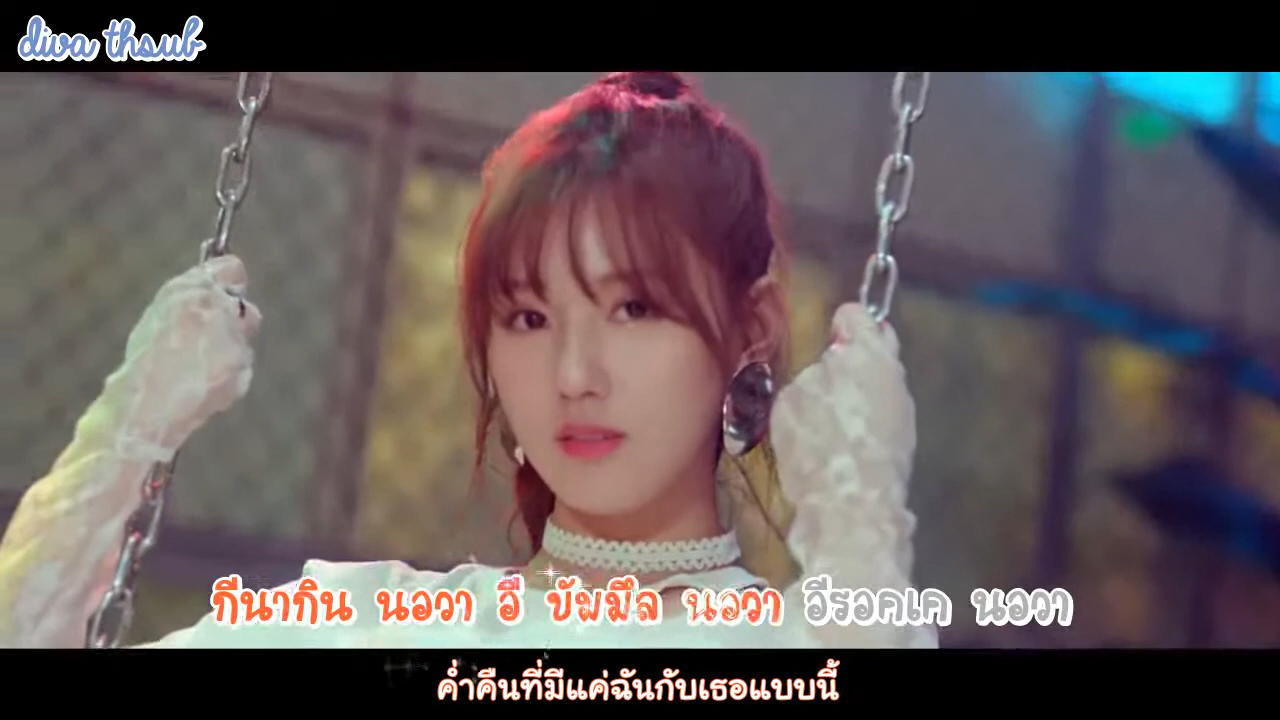 diva thsub
กีนากิน นอวา อี บัมมึล นอวา อีรอคเค นอวา
ค่ำคืนที่มีแค่ฉันกับเธอแบบนี้